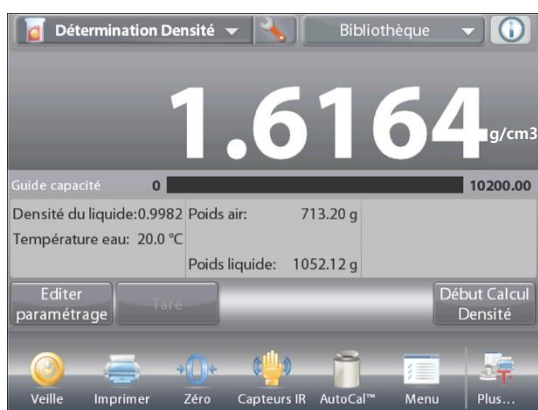 Détermination Densité
Bibliothèque
1.6164 g/cm3
Guide capacité 0 10200.00
Densité du liquide:0.9982 Poids air: 713.20 g
Température eau: 20.0 °C
Poids liquide: 1052.12 g
Editer paramétrage
Tare
Début Calcul Densité
Veille Imprimer Zéro Capteurs IR AutoCal™ Menu Plus...